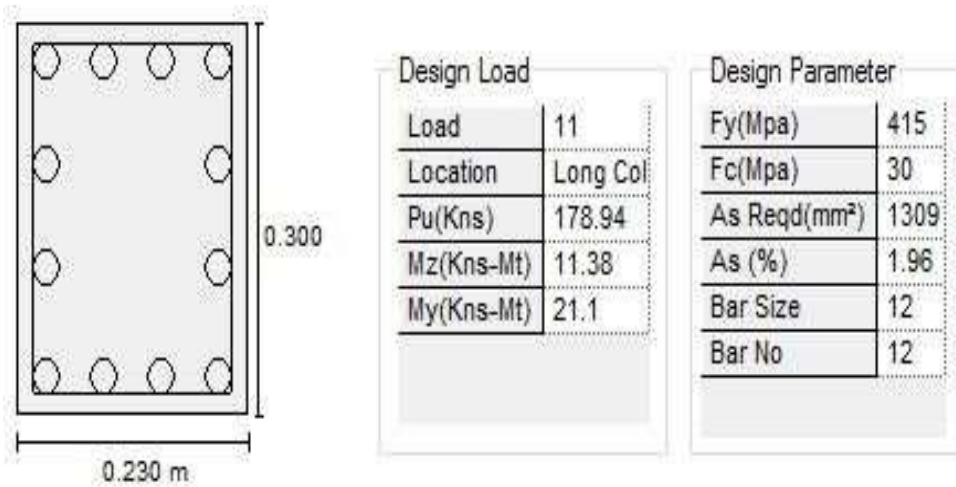 0.300
0.230 m
Design Load
Load 11
Location Long Col
Pu(Kns) 178.94
Mz(Kns-Mt) 11.38
My(Kns-Mt) 21.1
Design Parameter
Fy(Mpa) 415
Fc(Mpa) 30
As Reqd(mm²) 1309
As (%) 1.96
Bar Size 12
Bar No 12